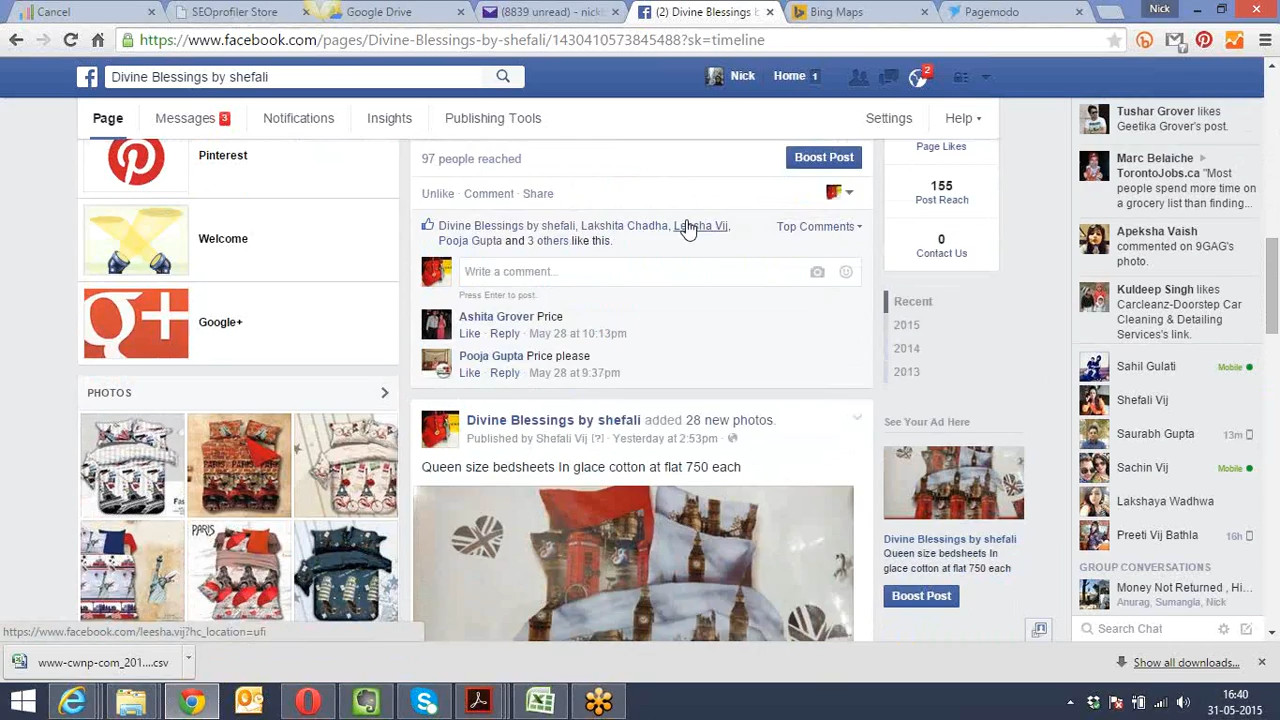 Cancel
SEOprofiler Store
Google Drive
(8839 unread) - nickb
(2) Divine Blessings b
Bing Maps
Pagemodo
Nick
https://www.facebook.com/pages/Divine-Blessings-by-shefali/1430410573845488?sk=timeline
Divine Blessings by shefali
Nick
Home 1
2
Page
Messages 3
Notifications
Insights
Publishing Tools
Settings
Help
Pinterest
Welcome
Google+
PHOTOS
PARIS
97 people reached
Boost Post
Unlike · Comment · Share
Divine Blessings by shefali, Lakshita Chadha, Leesha Vij,
Pooja Gupta and 3 others like this.
Top Comments
Write a comment...
Press Enter to post.
Ashita Grover Price
Like · Reply · May 28 at 10:13pm
Pooja Gupta Price please
Like · Reply · May 28 at 9:37pm
Divine Blessings by shefali added 28 new photos.
Published by Shefali Vij [?] · Yesterday at 2:53pm ·
Queen size bedsheets In glace cotton at flat 750 each
Page Likes
155
Post Reach
0
Contact Us
Recent
2015
2014
2013
See Your Ad Here
Divine Blessings by shefali
Queen size bedsheets In
glace cotton at flat 750 each
Boost Post
Tushar Grover likes
Geetika Grover's post.
Marc Belaiche
TorontoJobs.ca "Most
people spend more time on
a grocery list than finding...
Apeksha Vaish
commented on 9GAG's
photo.
Kuldeep Singh likes
Carcleanz-Doorstep Car
Cleaning & Detailing
Services's link.
Sahil Gulati
Mobile
Shefali Vij
Saurabh Gupta
13m
Sachin Vij
Mobile
Lakshaya Wadhwa
Preeti Vij Bathla
16h
GROUP CONVERSATIONS
Money Not Returned , Hi...
Anurag, Sumangla, Nick
Search Chat
https://www.facebook.com/leesha.vij?hc_location=ufi
www-cwnp-com_201....csv
Show all downloads...
16:40
31-05-2015